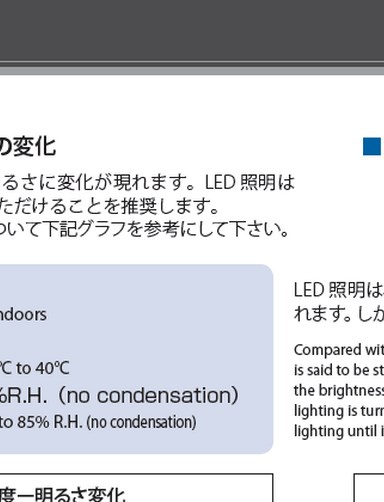 の変化
るさに変化が現れます。LED 照明は
ただけることを推奨します。
ついて下記グラフを参考にして下さい。
ndoors
℃ to 40℃
%R.H.（no condensation）
to 85% R.H. (no condensation)
度ー明るさ変化
LED 照明は
れます。しか
Compared wit
is said to be st
the brightness
lighting is turn
lighting until i